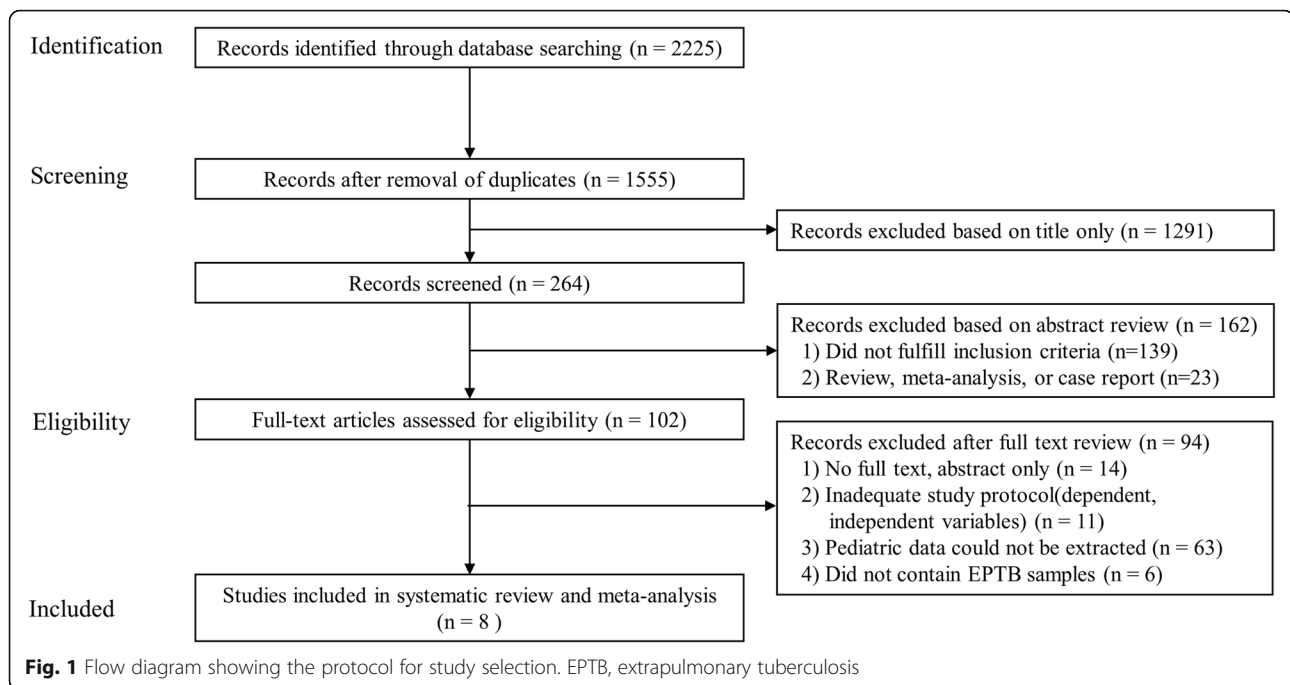 Identification
Records identified through database searching (n = 2225)
Screening
Records after removal of duplicates (n = 1555)
Records excluded based on title only (n = 1291)
Records screened (n = 264)
Records excluded based on abstract review (n = 162)
1) Did not fulfill inclusion criteria (n=139)
2) Review, meta-analysis, or case report (n=23)
Eligibility
Full-text articles assessed for eligibility (n = 102)
Records excluded after full text review (n = 94)
1) No full text, abstract only (n = 14)
2) Inadequate study protocol(dependent,
independent variables) (n = 11)
3) Pediatric data could not be extracted (n = 63)
4) Did not contain EPTB samples (n = 6)
Included
Studies included in systematic review and meta-analysis
(n = 8 )
Fig. 1 Flow diagram showing the protocol for study selection. EPTB, extrapulmonary tuberculosis